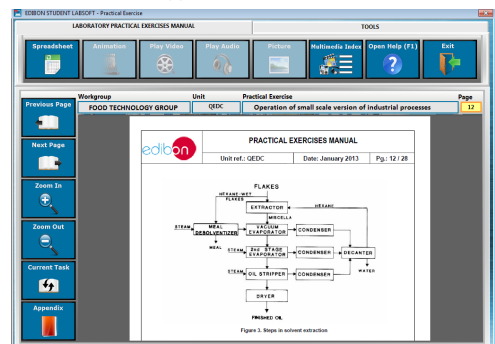 EDIBON STUDENT LABSOFT - Practical Exercise
LABORATORY PRACTICAL EXERCISES MANUAL
TOOLS
Spreadsheet
Animation
Play Video
Play Audio
Picture
Multimedia Index
Open Help (F1)
Exit
Workgroup
Unit
Practical Exercise
Page
FOOD TECHNOLOGY GROUP
QEDC
Operation of small scale version of industrial processes
12
Previous Page
Next Page
Zoom In
Zoom Out
Current Task
Appendix
edibon
PRACTICAL EXERCISES MANUAL
Unit ref.: QEDC
Date: January 2013
Pg.: 12 / 28
FLAKES
HEXANE-WET
FLAKES
EXTRACTOR
HEXANE
MISCELLA
STEAM
MEAL
DESOLVENTIZER
VACUUM
EVAPORATOR
CONDENSER
MEAL
STEAM
2nd STAGE
EVAPORATOR
CONDENSER
DECANTER
WATER
STEAM
OIL STRIPPER
CONDENSER
DRYER
FINISHED OIL
Figure 3. Steps in solvent extraction